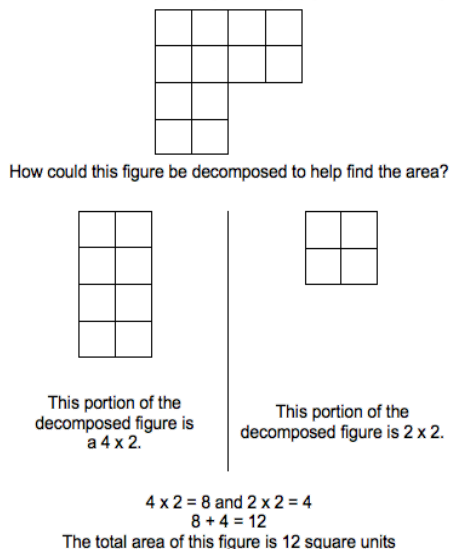 How could this figure be decomposed to help find the area?
This portion of the
decomposed figure is
a 4 x 2.
This portion of the
decomposed figure is 2 x 2.
4 x 2 = 8 and 2 x 2 = 4
8 + 4 = 12
The total area of this figure is 12 square units